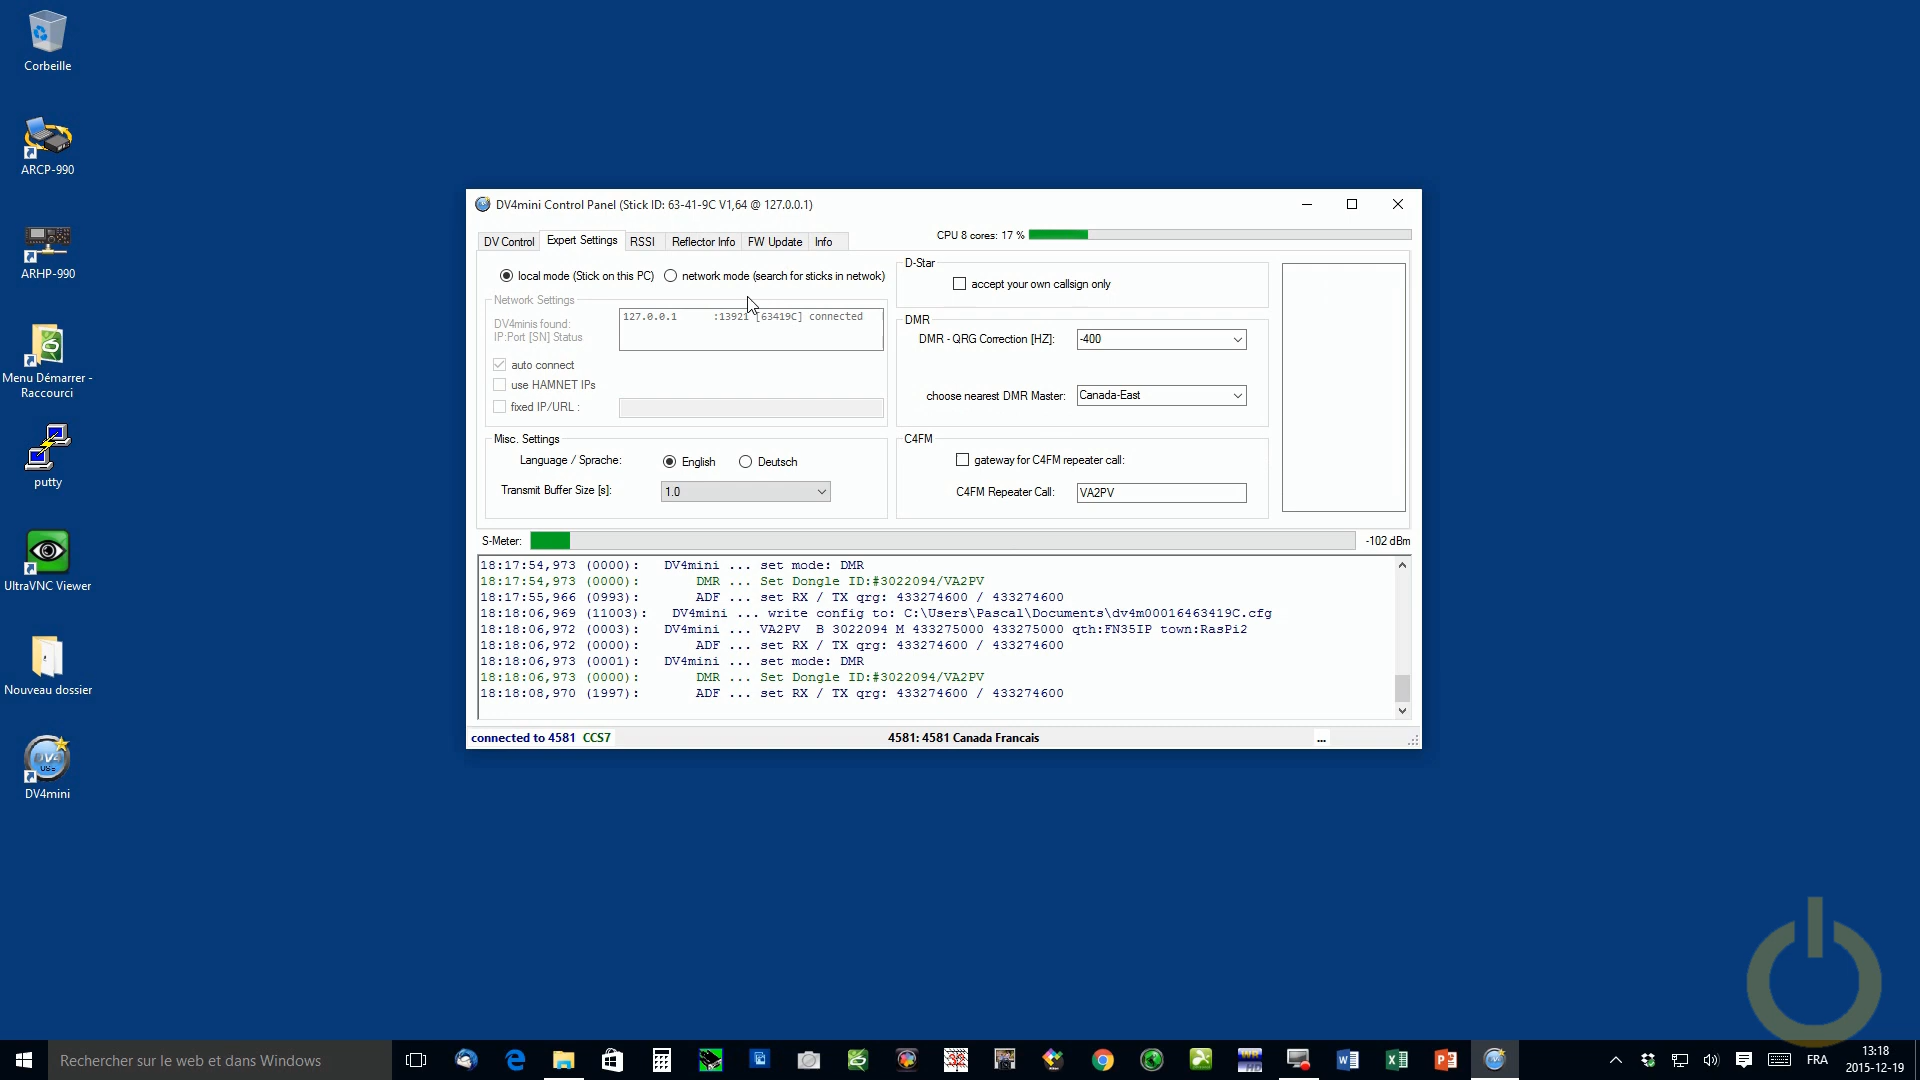 Corbeille
ARCP-990
ARHP-990
Menu Démarrer -
Raccourci
putty
UltraVNC Viewer
Nouveau dossier
DV4mini
DV4mini Control Panel (Stick ID: 63-41-9C V1,64 @ 127.0.0.1)
DV Control Expert Settings RSSI Reflector Info FW Update Info
CPU 8 cores: 17 %
local mode (Stick on this PC) network mode (search for sticks in netwok)
Network Settings
DV4minis found:
IP:Port [SN] Status
127.0.0.1 :13921 [63419C] connected
auto connect
use HAMNET IPs
fixed IP/URL :
Misc. Settings
Language / Sprache: English Deutsch
Transmit Buffer Size [s]: 1.0
D-Star
accept your own callsign only
DMR
DMR - QRG Correction [HZ]: -400
choose nearest DMR Master: Canada-East
C4FM
gateway for C4FM repeater call:
C4FM Repeater Call: VA2PV
S-Meter: -102 dBm
18:17:54,973 (0000): DV4mini ... set mode: DMR
18:17:54,973 (0000): DMR ... Set Dongle ID:#3022094/VA2PV
18:17:55,966 (0993): ADF ... set RX / TX qrg: 433274600 / 433274600
18:18:06,969 (11003): DV4mini ... write config to: C:\Users\Pascal\Documents\dv4m00016463419C.cfg
18:18:06,972 (0003): DV4mini ... VA2PV B 3022094 M 433275000 433275000 qth:FN35IP town:RasPi2
18:18:06,972 (0000): ADF ... set RX / TX qrg: 433274600 / 433274600
18:18:06,973 (0001): DV4mini ... set mode: DMR
18:18:06,973 (0000): DMR ... Set Dongle ID:#3022094/VA2PV
18:18:08,970 (1997): ADF ... set RX / TX qrg: 433274600 / 433274600
connected to 4581 CCS7 4581: 4581 Canada Francais ...
Rechercher sur le web et dans Windows
FRA
13:18
2015-12-19